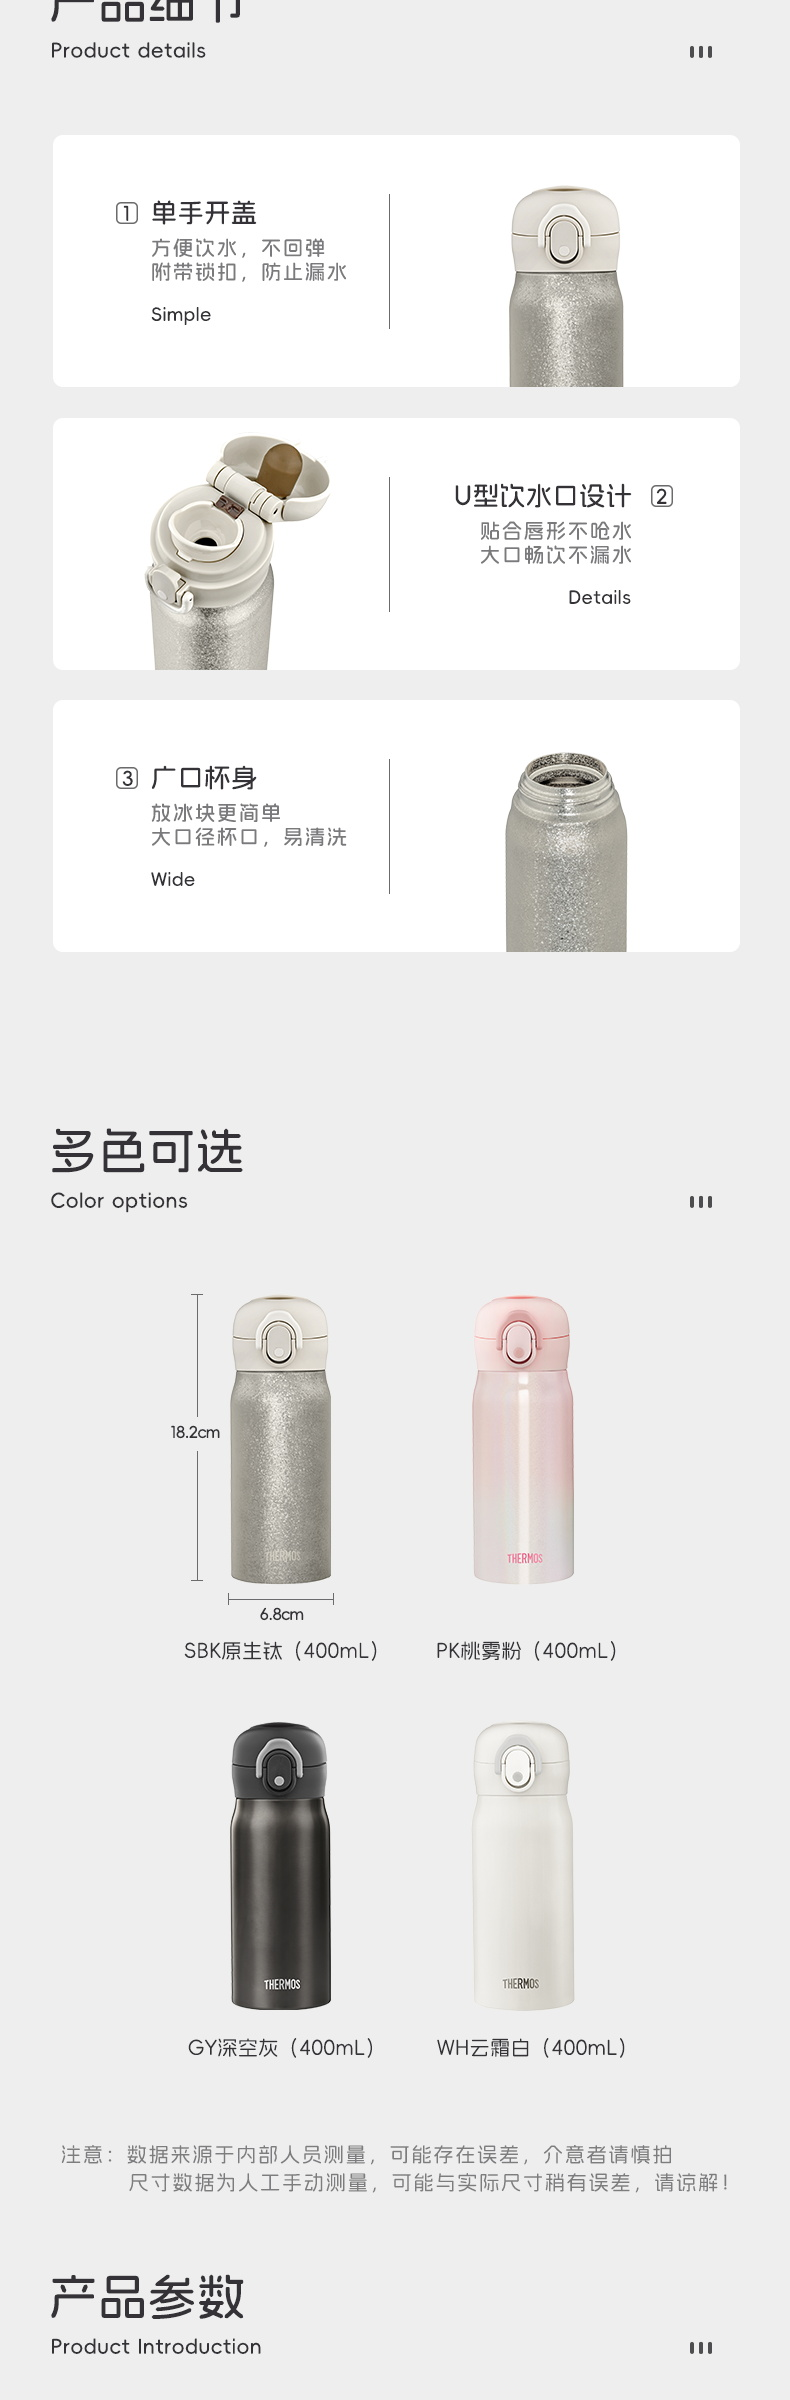 产品细节
Product details
1 单手开盖
方便饮水，不回弹
附带锁扣，防止漏水
Simple
U型饮水口设计 2
贴合唇形不呛水
大口畅饮不漏水
Details
3 广口杯身
放冰块更简单
大口径杯口，易清洗
Wide
多色可选
Color options
18.2cm
THERMOS
THERMOS
6.8cm
SBK原生钛（400mL）
PK桃雾粉（400mL）
THERMOS
THERMOS
GY深空灰（400mL）
WH云霜白（400mL）
注意：数据来源于内部人员测量，可能存在误差，介意者请慎拍
尺寸数据为人工手动测量，可能与实际尺寸稍有误差，请谅解！
产品参数
Product Introduction